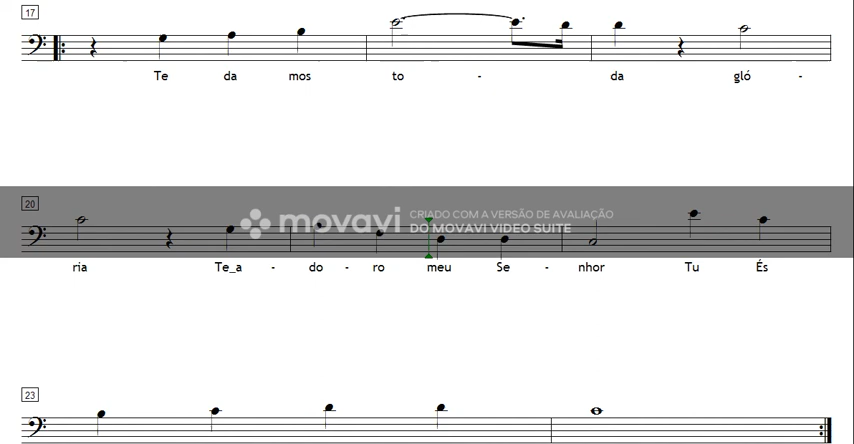 17
Te da mos to - da gló -
20
movavi
CRIADO COM A VERSÃO DE AVALIAÇÃO
DO MOVAVI VIDEO SUITE
ria Te_a - do - ro meu Se - nhor Tu És
23